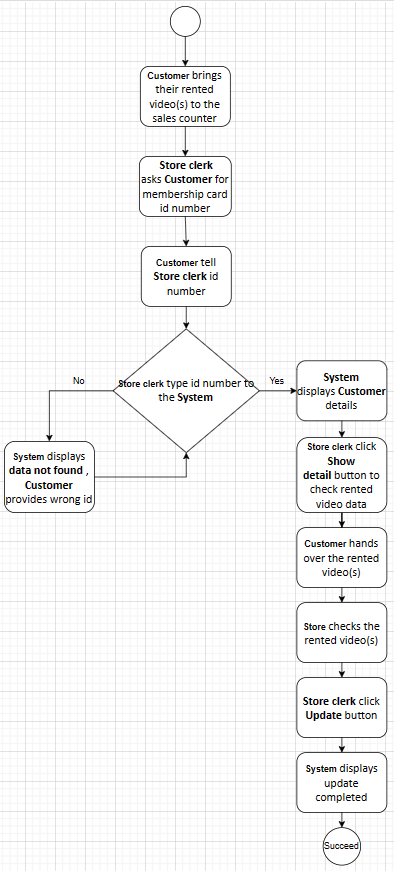 Customer brings
their rented
video(s) to the
sales counter
Store clerk
asks Customer for
membership card
id number
Customer tell
Store clerk id
number
Store clerk type id number to
the System
No
Yes
System displays
data not found ,
Customer
provides wrong id
System
displays Customer
details
Store clerk click
Show
detail button to
check rented
video data
Customer hands
over the rented
video(s)
Store checks the
rented video(s)
Store clerk click
Update button
System displays
update
completed
Succeed